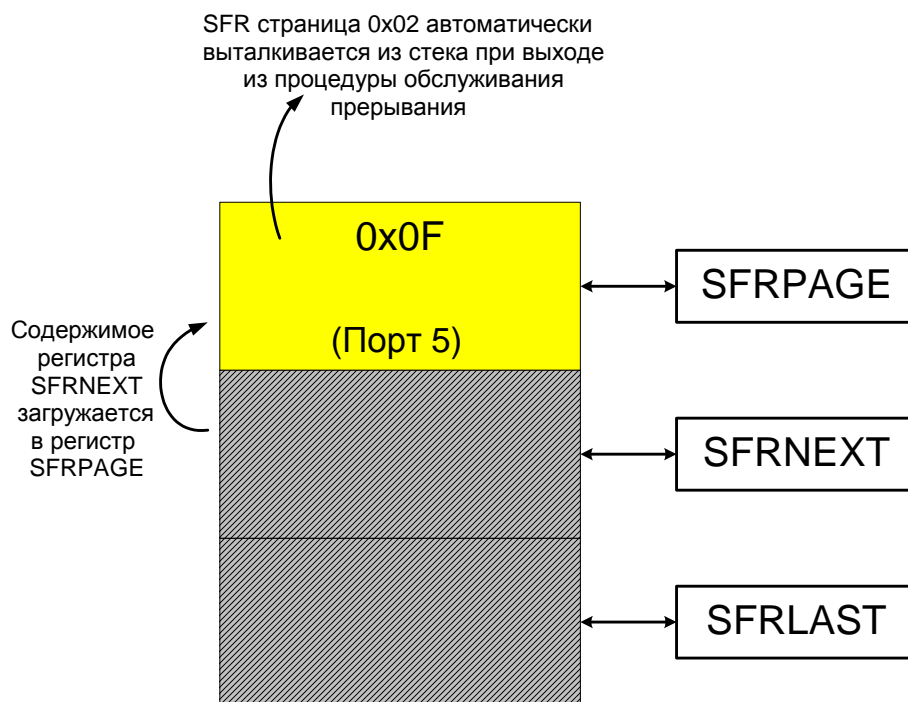 SFR страница 0x02 автоматически
выталкивается из стека при выходе
из процедуры обслуживания
прерывания
0x0F
(Порт 5)
SFRPAGE
Содержимое
регистра
SFRNEXT
загружается
в регистр
SFRPAGE
SFRNEXT
SFRLAST